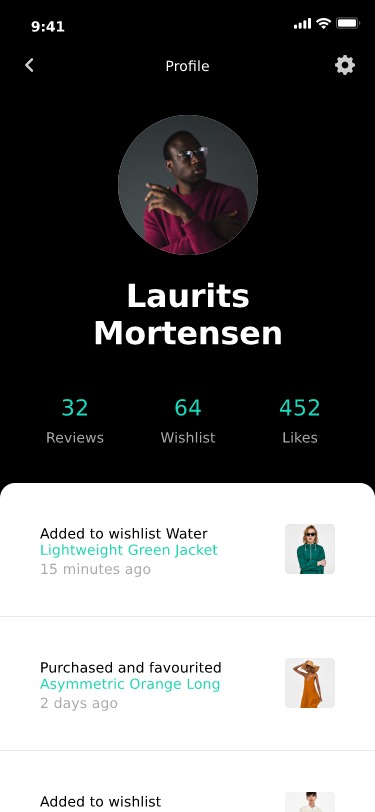 9:41
Profile
Laurits
Mortensen
32
64
452
Reviews
Wishlist
Likes
Added to wishlist Water
Lightweight Green Jacket
15 minutes ago
Purchased and favourited
Asymmetric Orange Long
2 days ago
Added to wishlist